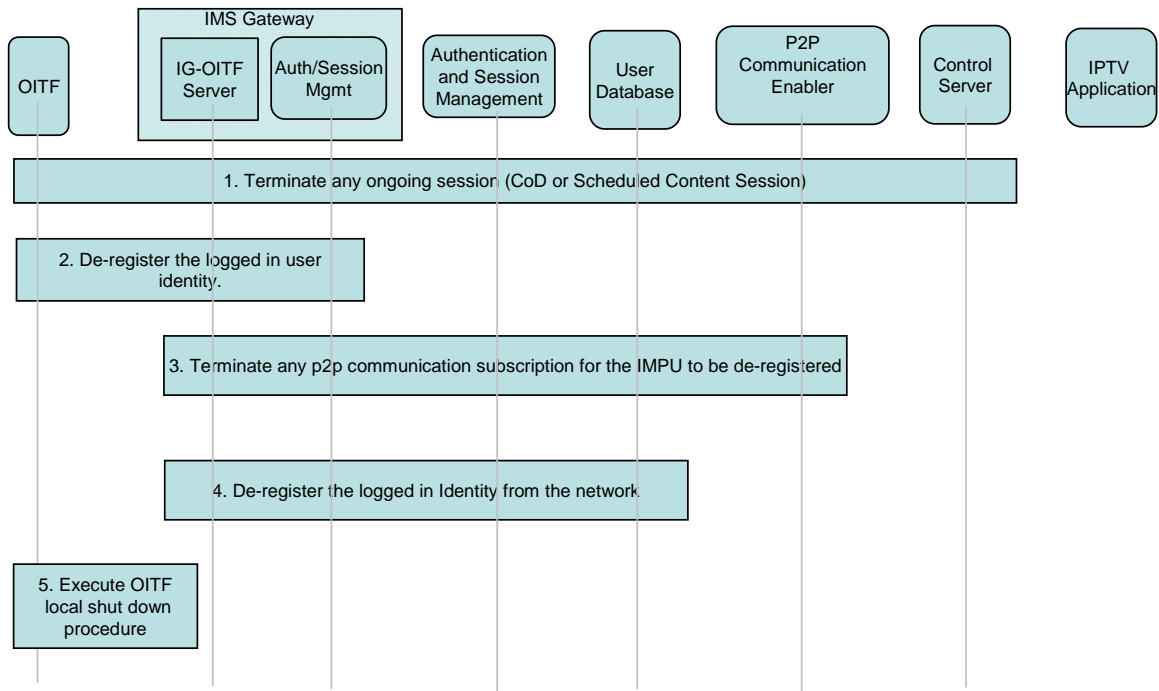 IMS Gateway
OITF
IG-OITF
Server
Auth/Session
Mgmt
Authentication
and Session
Management
User
Database
P2P
Communication
Enabler
Control
Server
IPTV
Application
1. Terminate any ongoing session (CoD or Scheduled Content Session)
2. De-register the logged in user
identity.
3. Terminate any p2p communication subscription for the IMPU to be de-registered
4. De-register the logged in Identity from the network
5. Execute OITF
local shut down
procedure